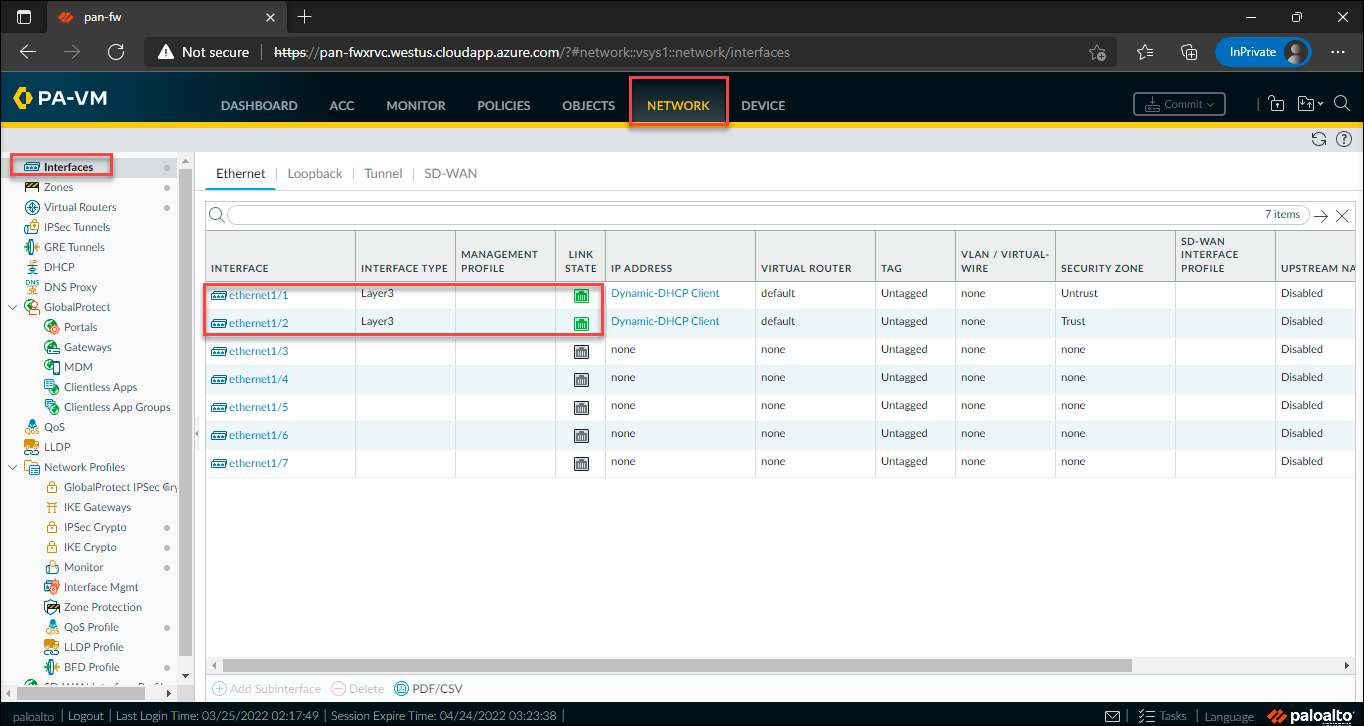 pan-fw
Not secure https://pan-fwxrvc.westus.cloudapp.azure.com/?#network::vsys1::network/interfaces InPrivate
PA-VM DASHBOARD ACC MONITOR POLICIES OBJECTS NETWORK DEVICE Commit
Interfaces
Zones
Virtual Routers
IPSec Tunnels
GRE Tunnels
DHCP
DNS Proxy
GlobalProtect
Portals
Gateways
MDM
Clientless Apps
Clientless App Groups
QoS
LLDP
Network Profiles
GlobalProtect IPSec Cry
IKE Gateways
IPSec Crypto
IKE Crypto
Monitor
Interface Mgmt
Zone Protection
QoS Profile
LLDP Profile
BFD Profile
Ethernet Loopback Tunnel SD-WAN
7 items
INTERFACE INTERFACE TYPE MANAGEMENT PROFILE LINK STATE IP ADDRESS VIRTUAL ROUTER TAG VLAN / VIRTUAL-WIRE SECURITY ZONE SD-WAN INTERFACE PROFILE UPSTREAM NA
ethernet1/1 Layer3 Dynamic-DHCP Client default Untagged none Untrust Disabled
ethernet1/2 Layer3 Dynamic-DHCP Client default Untagged none Trust Disabled
ethernet1/3 none none Untagged none none Disabled
ethernet1/4 none none Untagged none none Disabled
ethernet1/5 none none Untagged none none Disabled
ethernet1/6 none none Untagged none none Disabled
ethernet1/7 none none Untagged none none Disabled
Add Subinterface Delete PDF/CSV
paloalto Logout Last Login Time: 03/25/2022 02:17:49 Session Expire Time: 04/24/2022 03:23:38 Tasks Language paloalto